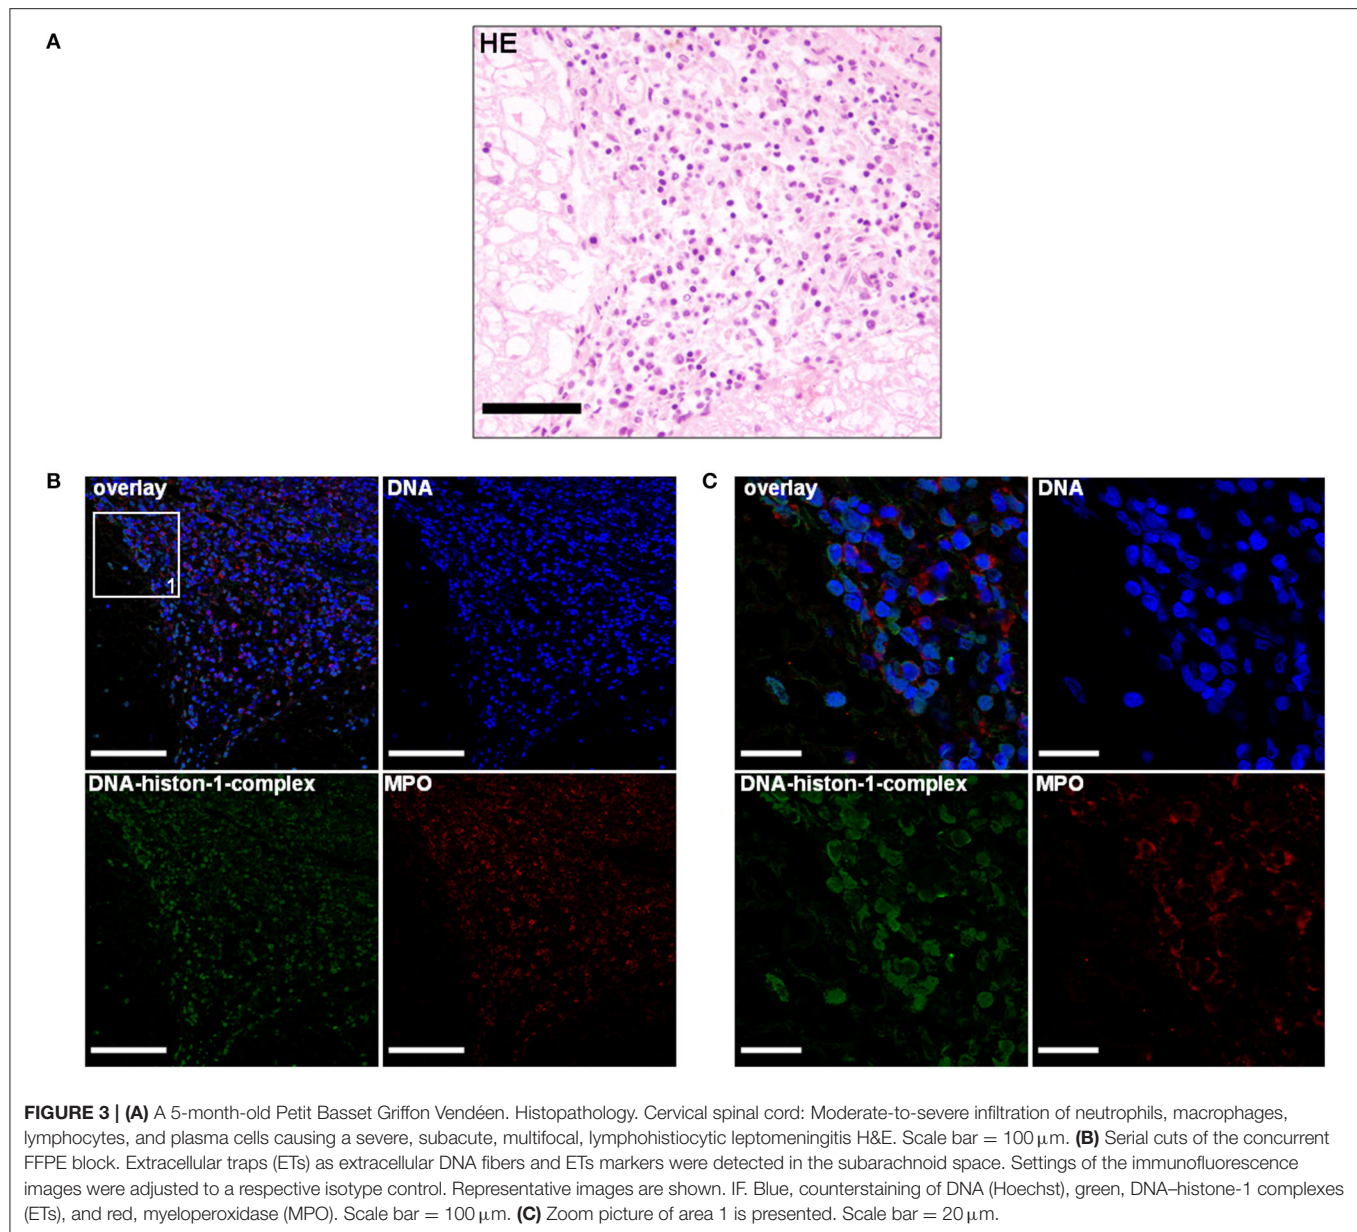 A
HE
B
overlay
DNA
1
DNA-histon-1-complex
MPO
C
overlay
DNA
DNA-histon-1-complex
MPO
FIGURE 3 | (A) A 5-month-old Petit Basset Griffon Vendéen. Histopathology. Cervical spinal cord: Moderate-to-severe infiltration of neutrophils, macrophages,
lymphocytes, and plasma cells causing a severe, subacute, multifocal, lymphohistiocytic leptomeningitis H&E. Scale bar = 100 μm. (B) Serial cuts of the concurrent
FFPE block. Extracellular traps (ETs) as extracellular DNA fibers and ETs markers were detected in the subarachnoid space. Settings of the immunofluorescence
images were adjusted to a respective isotype control. Representative images are shown. IF. Blue, counterstaining of DNA (Hoechst), green, DNA–histone-1 complexes
(ETs), and red, myeloperoxidase (MPO). Scale bar = 100 μm. (C) Zoom picture of area 1 is presented. Scale bar = 20 μm.